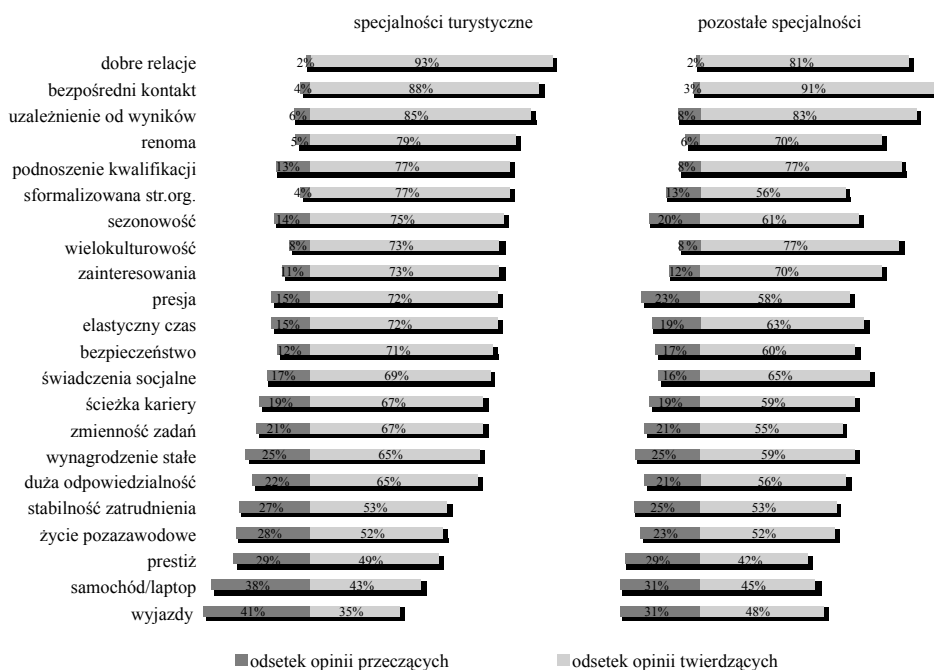 specjalności turystyczne pozostałe specjalności
dobre relacje 2% 93% 2% 81%
bezpośredni kontakt 4% 88% 3% 91%
uzależnienie od wyników 6% 85% 8% 83%
renoma 5% 79% 6% 70%
podnoszenie kwalifikacji 13% 77% 8% 77%
sformalizowana str.org. 4% 77% 13% 56%
sezonowość 14% 75% 20% 61%
wielokulturowość 8% 73% 8% 77%
zainteresowania 11% 73% 12% 70%
presja 15% 72% 23% 58%
elastyczny czas 15% 72% 19% 63%
bezpieczeństwo 12% 71% 17% 60%
świadczenia socjalne 17% 69% 16% 65%
ścieżka kariery 19% 67% 19% 59%
zmienność zadań 21% 67% 21% 55%
wynagrodzenie stałe 25% 65% 25% 59%
duża odpowiedzialność 22% 65% 21% 56%
stabilność zatrudnienia 27% 53% 25% 53%
życie pozazawodowe 28% 52% 23% 52%
prestiż 29% 49% 29% 42%
samochód/laptop 38% 43% 31% 45%
wyjazdy 41% 35% 31% 48%
odsetek opinii przeczących odsetek opinii twierdzących